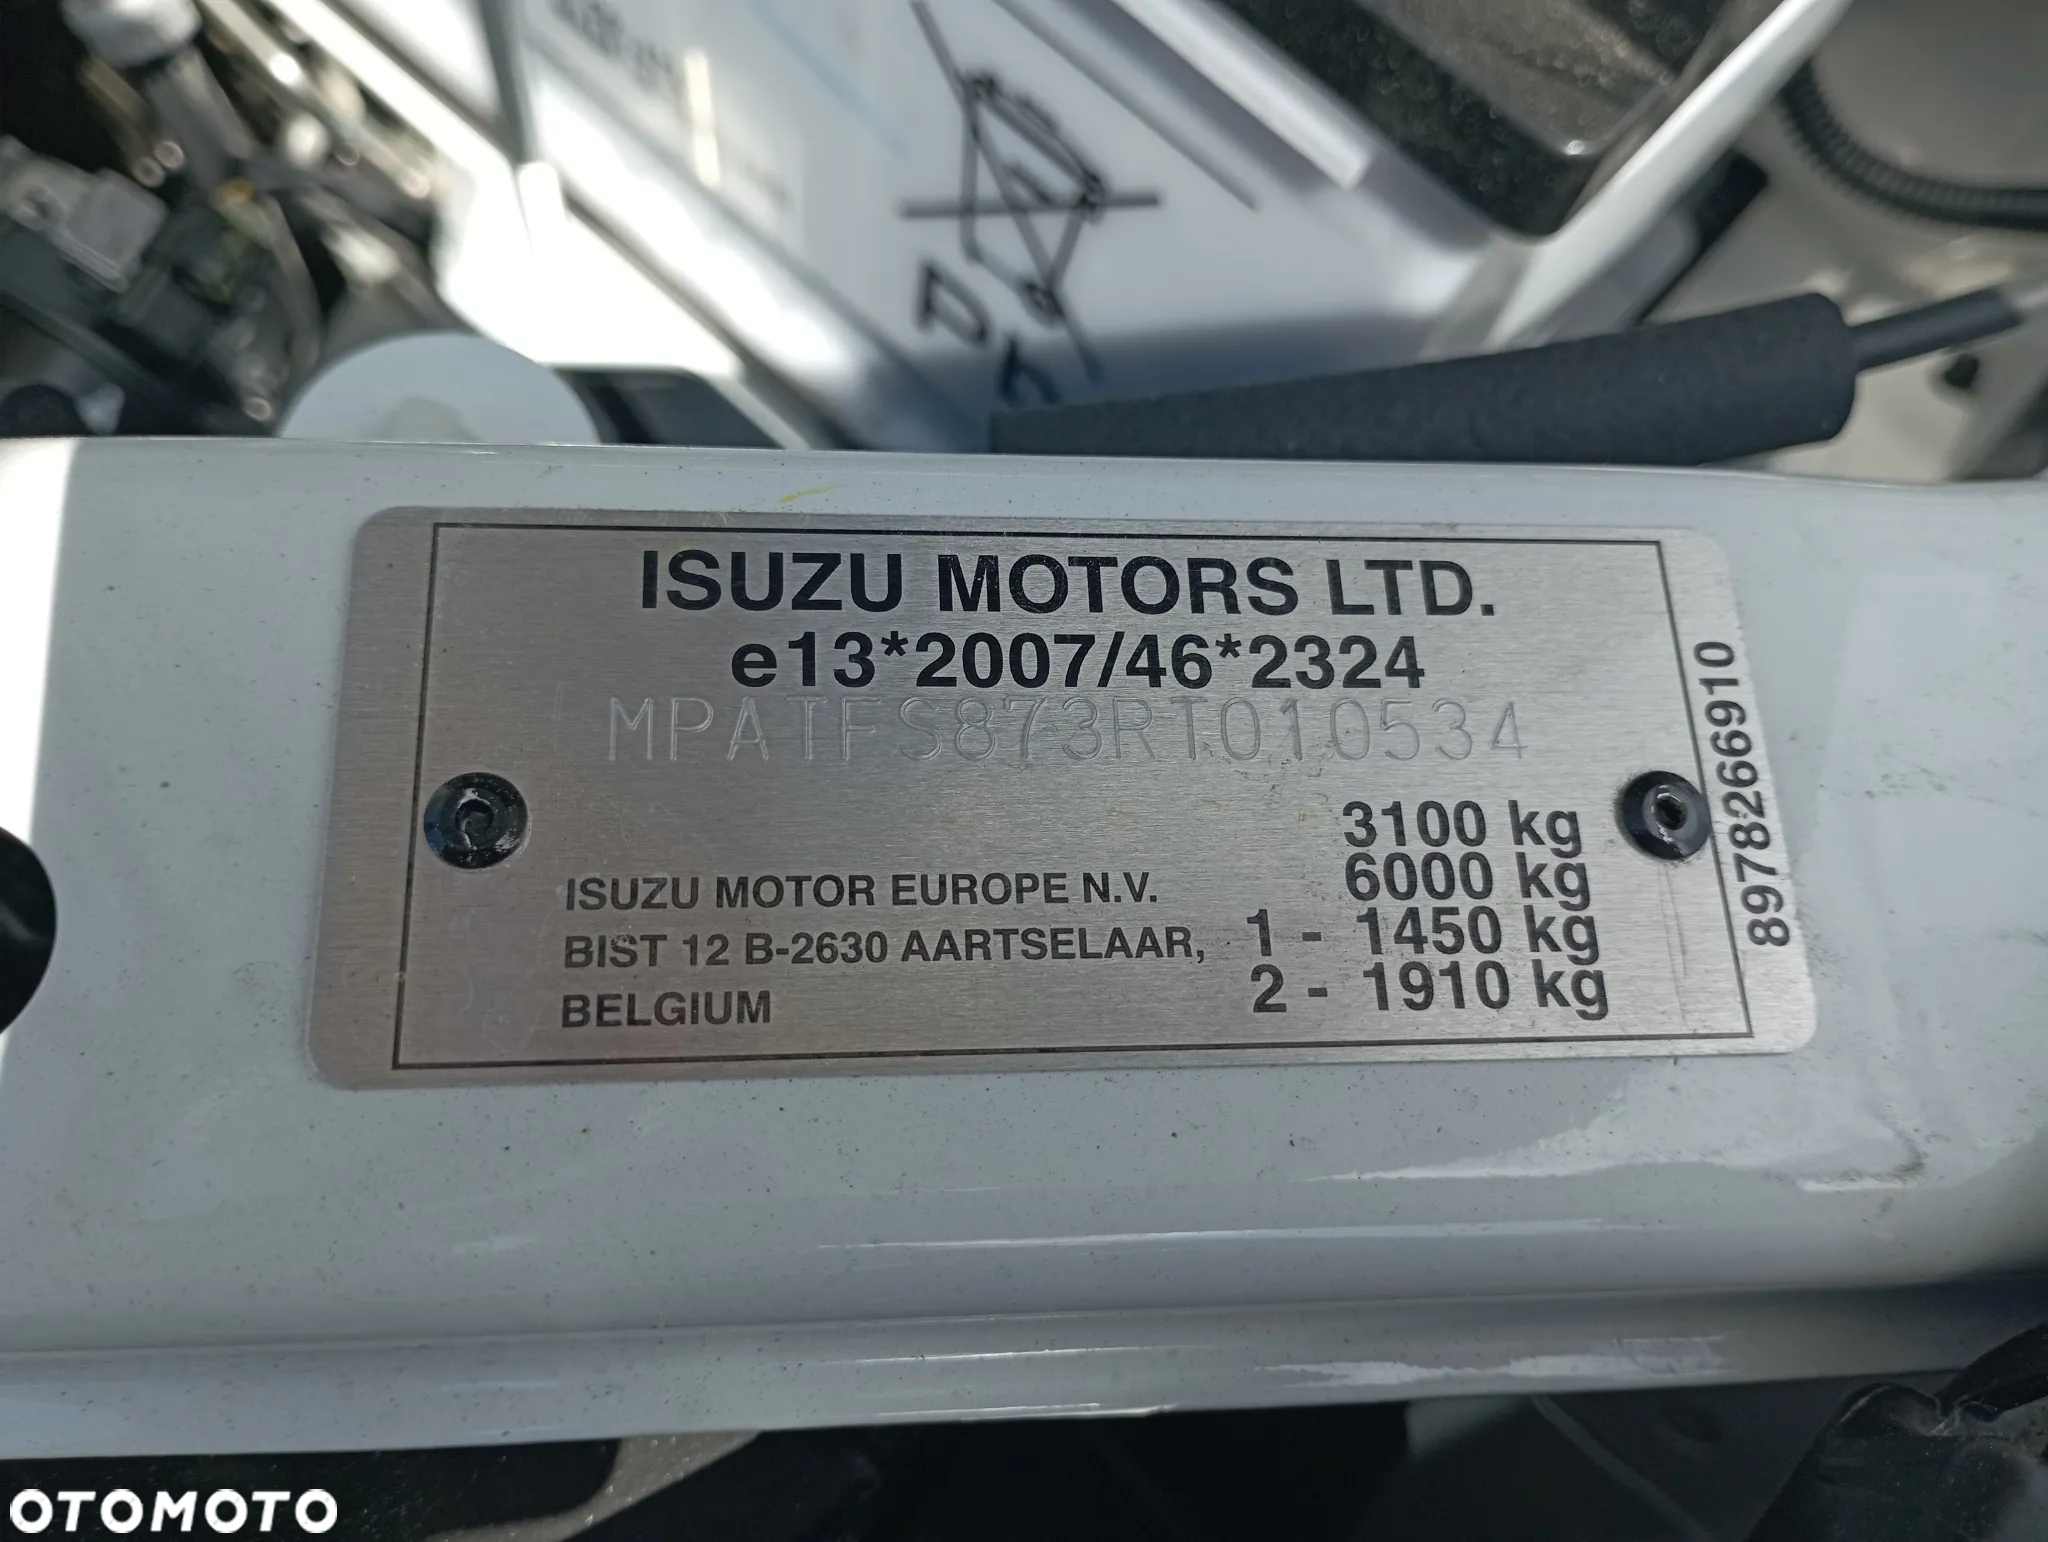 ISUZU MOTORS LTD.
e13*2007/46*2324
MPATFS873RT010534
3100 kg
6000 kg
1 - 1450 kg
2 - 1910 kg
ISUZU MOTOR EUROPE N.V.
BIST 12 B-2630 AARTSELAAR,
BELGIUM
8978266910
OTOMOTO